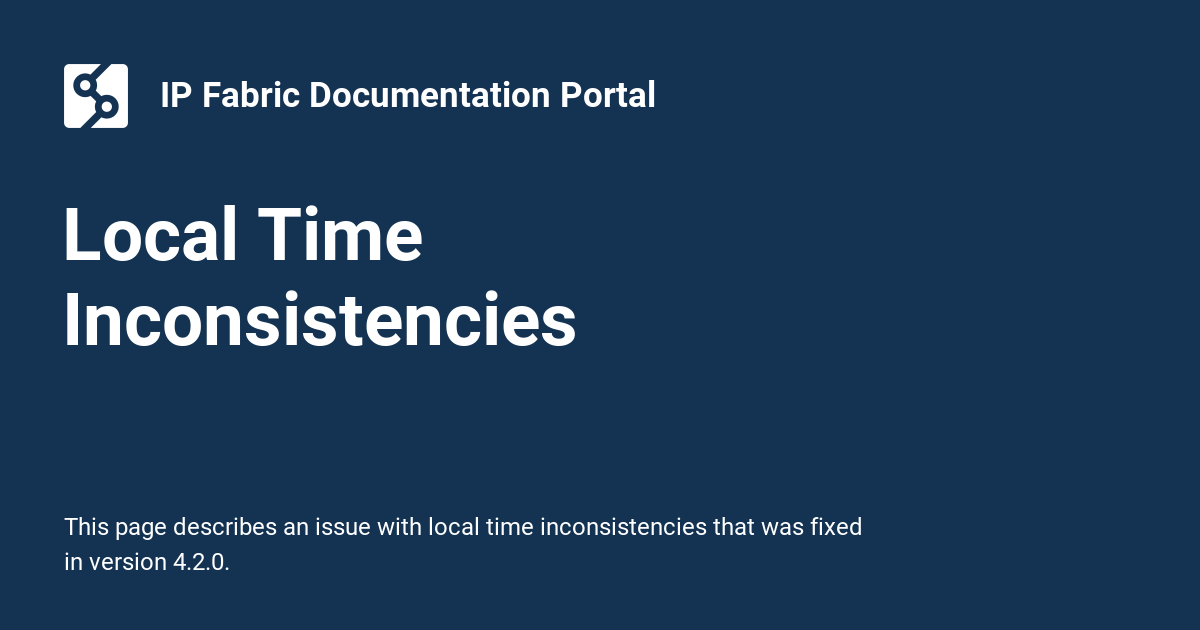 IP Fabric Documentation Portal
Local Time
Inconsistencies
This page describes an issue with local time inconsistencies that was fixed
in version 4.2.0.